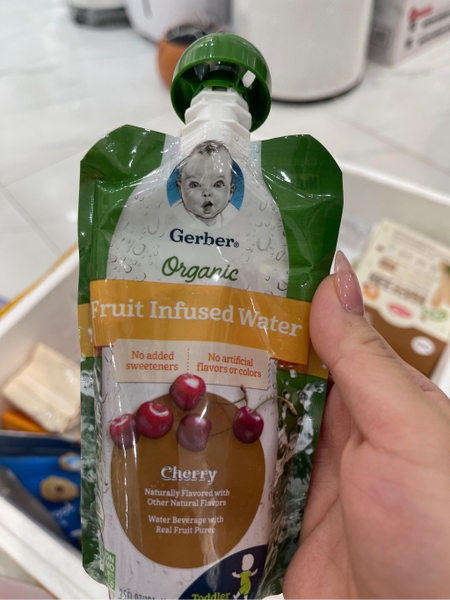 Gerber®
Organic
Fruit Infused Water
No added
sweeteners
No artificial
flavors or colors
Cherry
Naturally Flavored with
Other Natural Flavors
Water Beverage with
Real Fruit Puree
Toddler